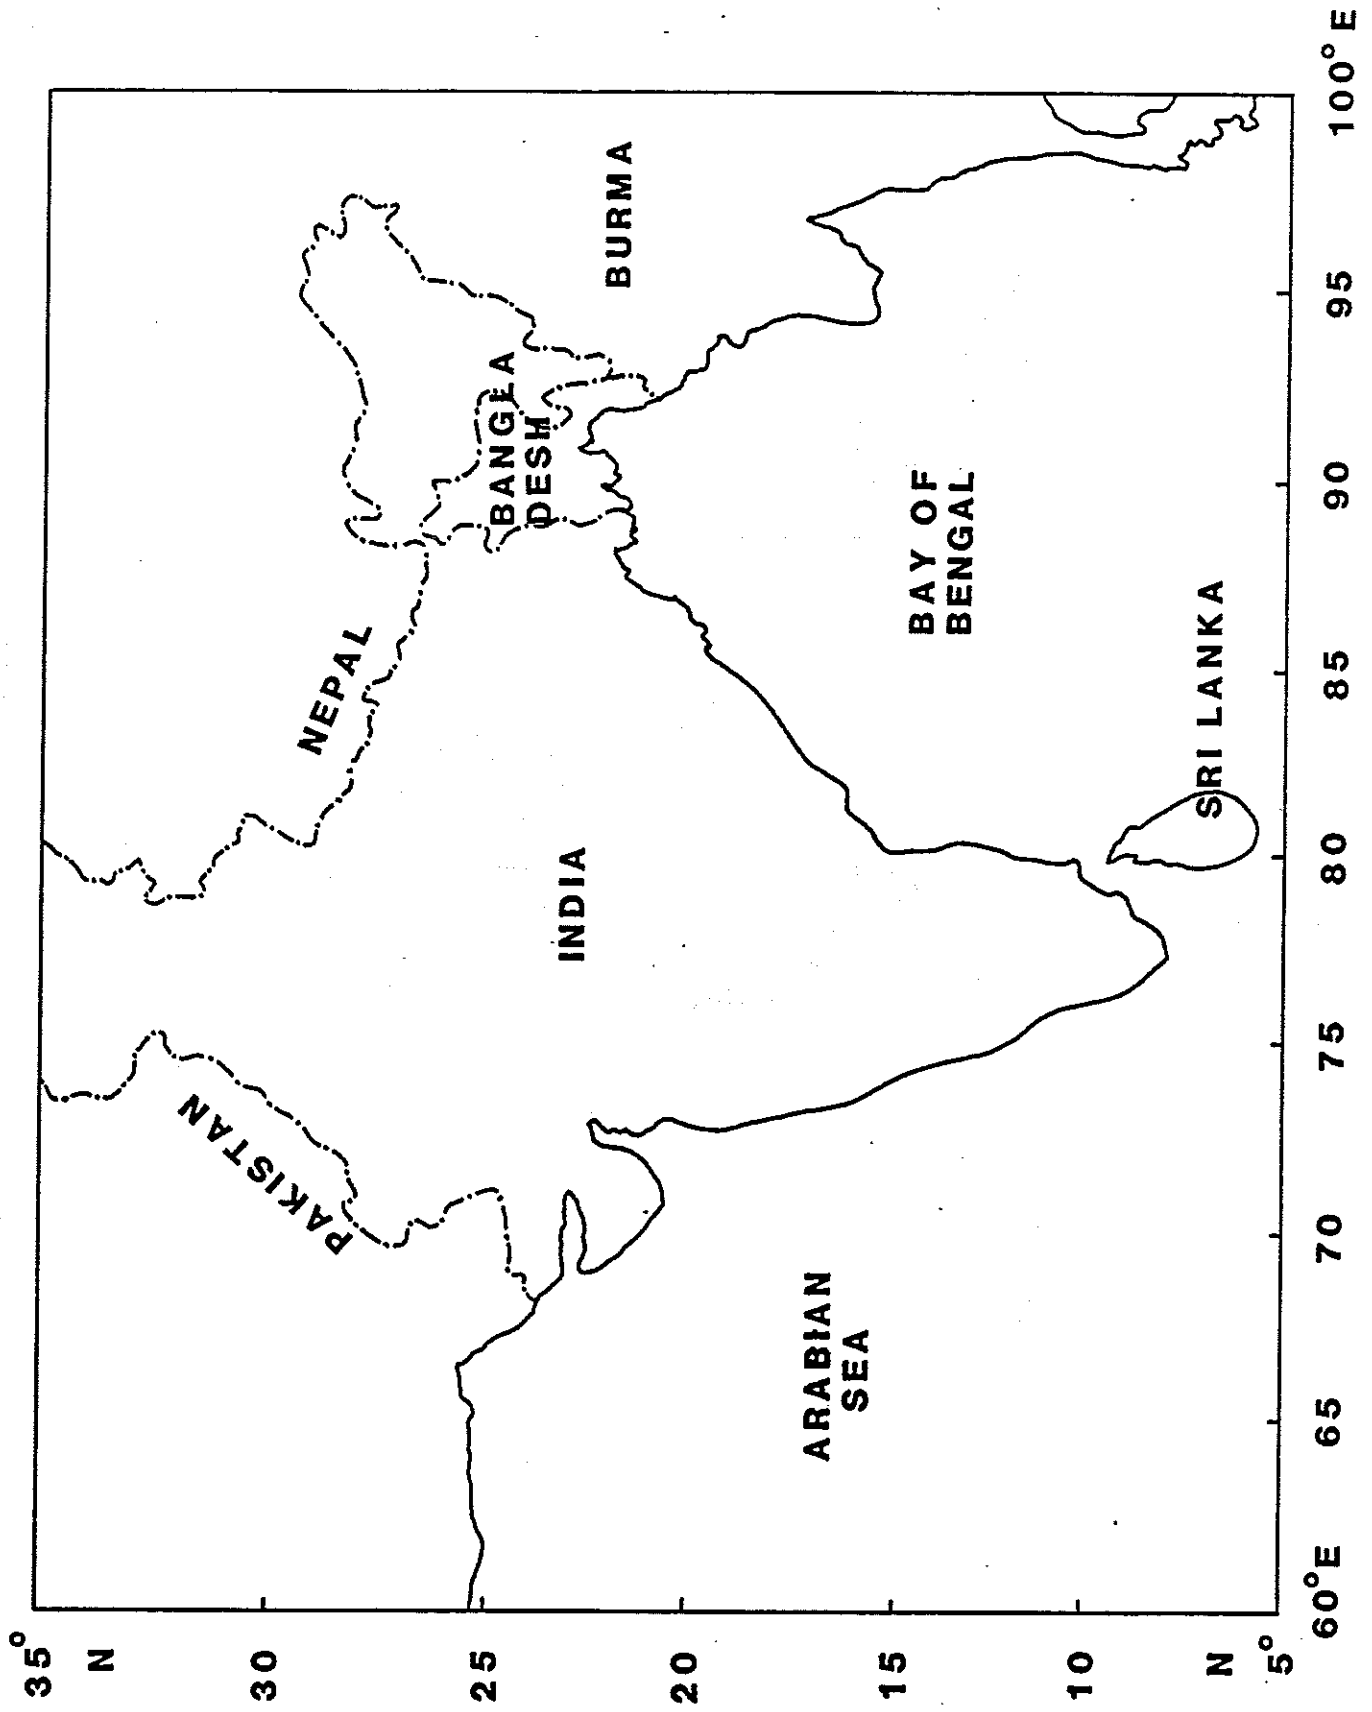 35°
N
30
25
20
15
10
N
5°
60°E
65
70
75
80
85
90
95
100°E
PAKISTAN
NEPAL
INDIA
BANGLA
DESH
BURMA
ARABIAN
SEA
BAY OF
BENGAL
SRI LANKA